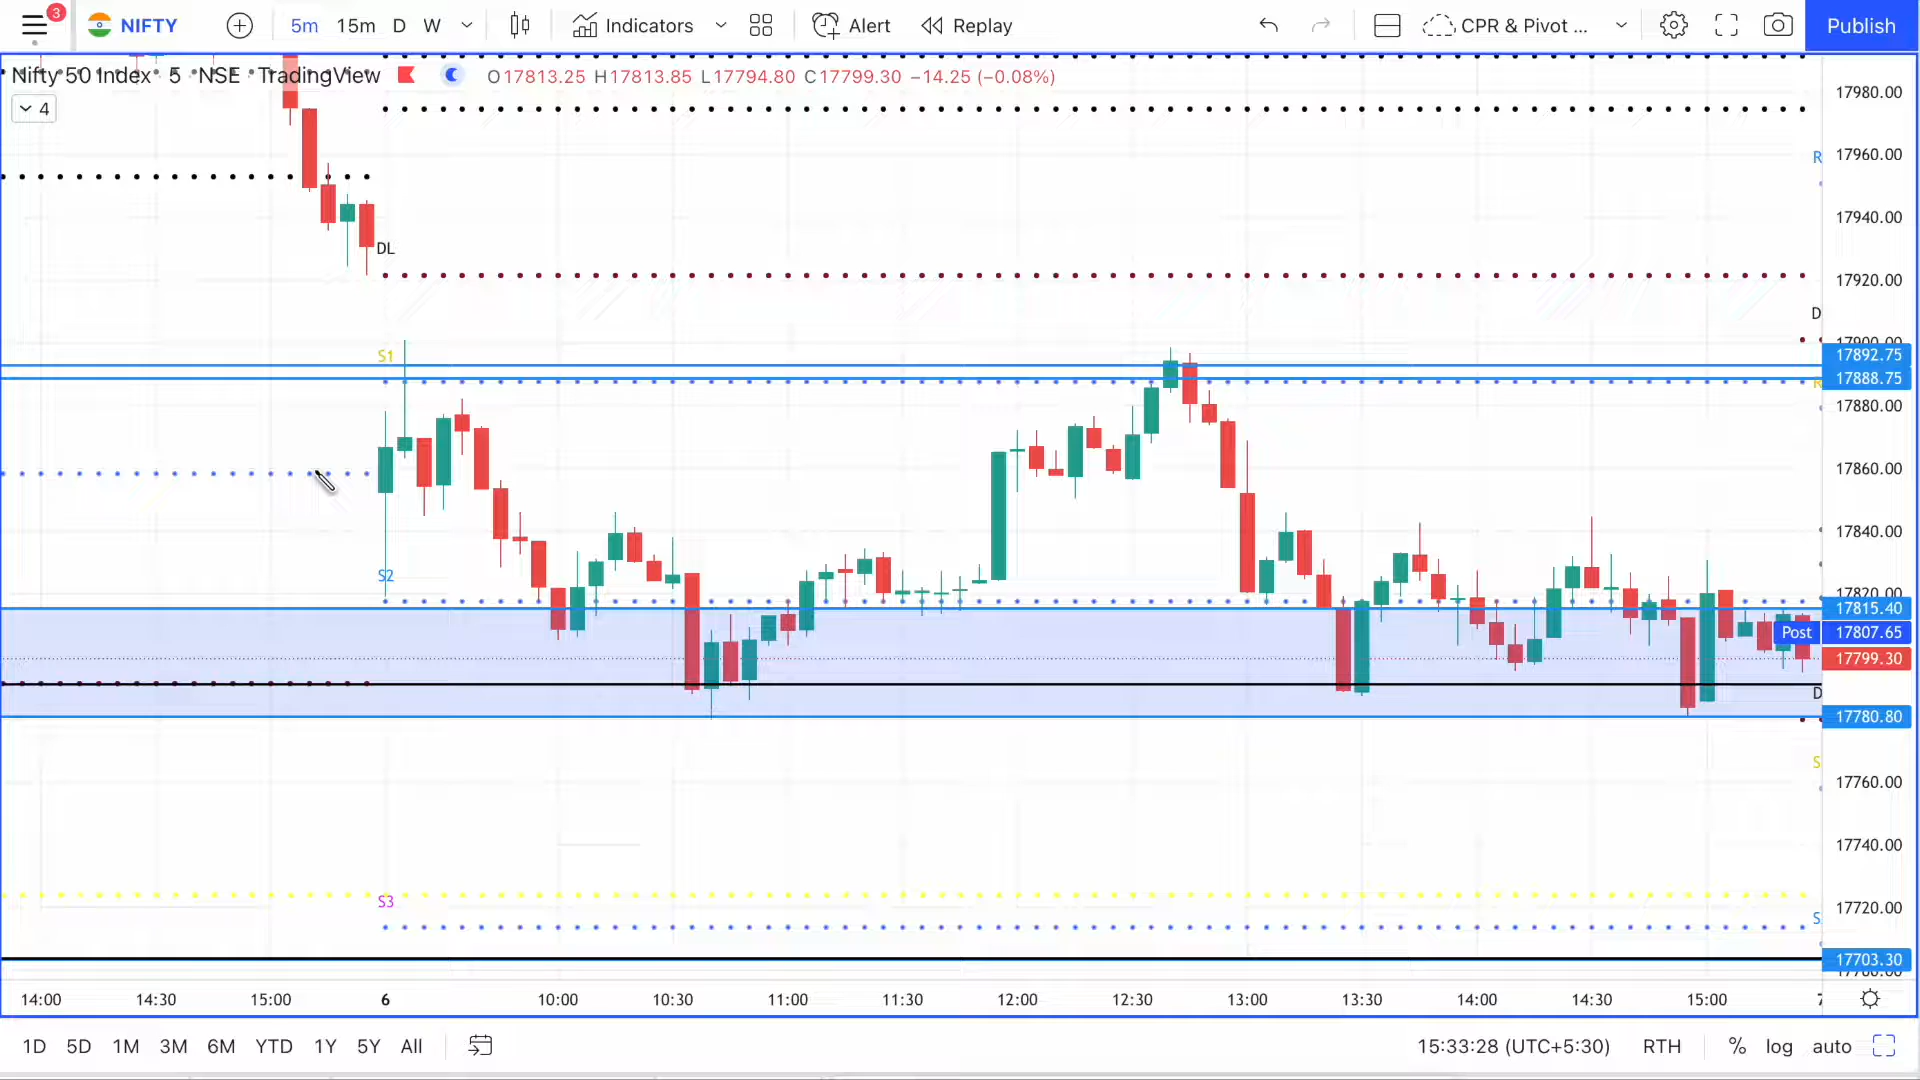 3
NIFTY
5m 15m D W
Indicators
Alert
Replay
CPR & Pivot ...
Publish
Nifty 50 Index · 5 · NSE · TradingView
O17813.25 H17813.85 L17794.80 C17799.30 −14.25 (−0.08%)
4
17980.00
17960.00
R
17940.00
DL
17920.00
D
17892.75
S1
17888.75
17880.00
17860.00
17840.00
S2
17820.00
17815.40
Post 17807.65
17799.30
D
17780.80
S
17760.00
17740.00
S3
17720.00
S
17703.30
14:00 14:30 15:00 6 10:00 10:30 11:00 11:30 12:00 12:30 13:00 13:30 14:00 14:30 15:00
1D 5D 1M 3M 6M YTD 1Y 5Y All
15:33:28 (UTC+5:30) RTH % log auto